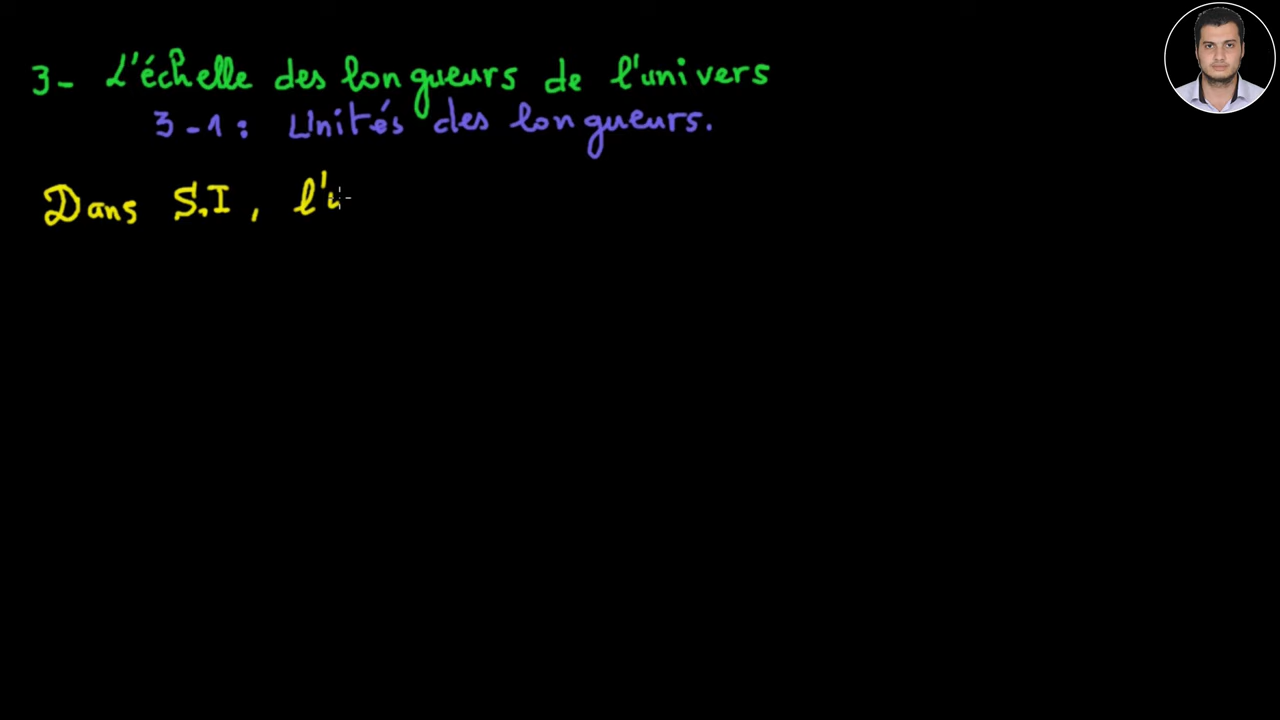 3- L'échelle des longueurs de l'univers
3-1: Unités des longueurs.
Dans S.I, l'u